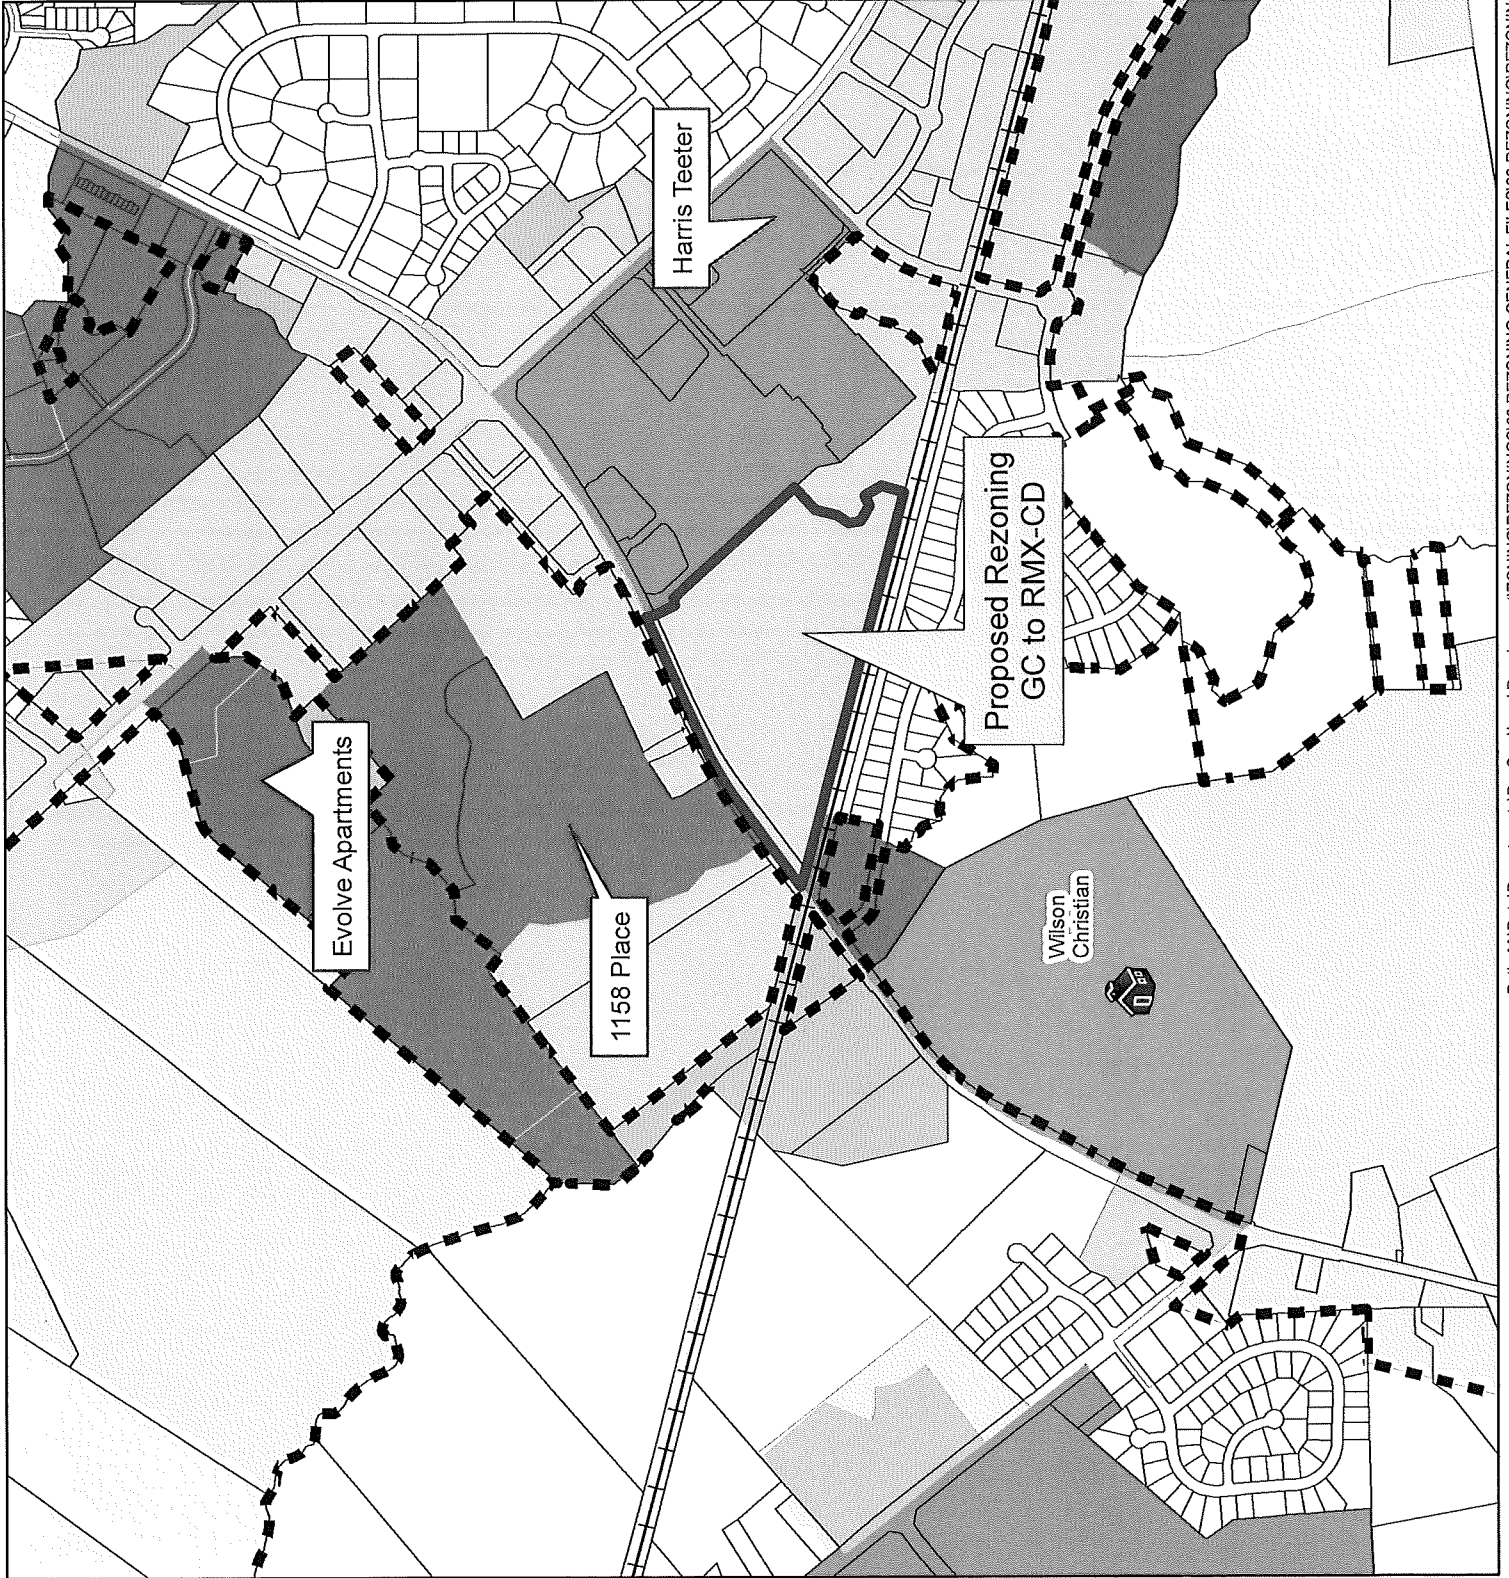 Evolve Apartments
1158 Place
Harris Teeter
Proposed Rezoning
GC to RMX-CD
Wilson
Christian